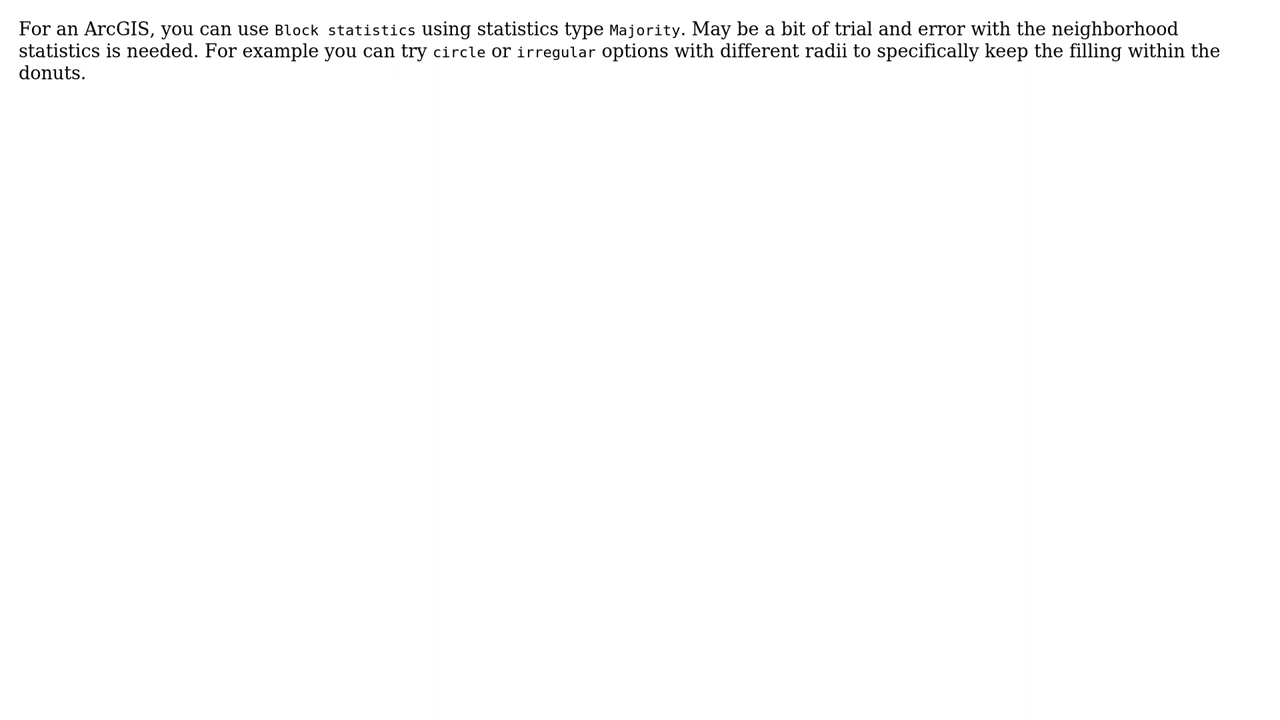 For an ArcGIS, you can use Block statistics using statistics type Majority. May be a bit of trial and error with the neighborhood
statistics is needed. For example you can try circle or irregular options with different radii to specifically keep the filling within the
donuts.